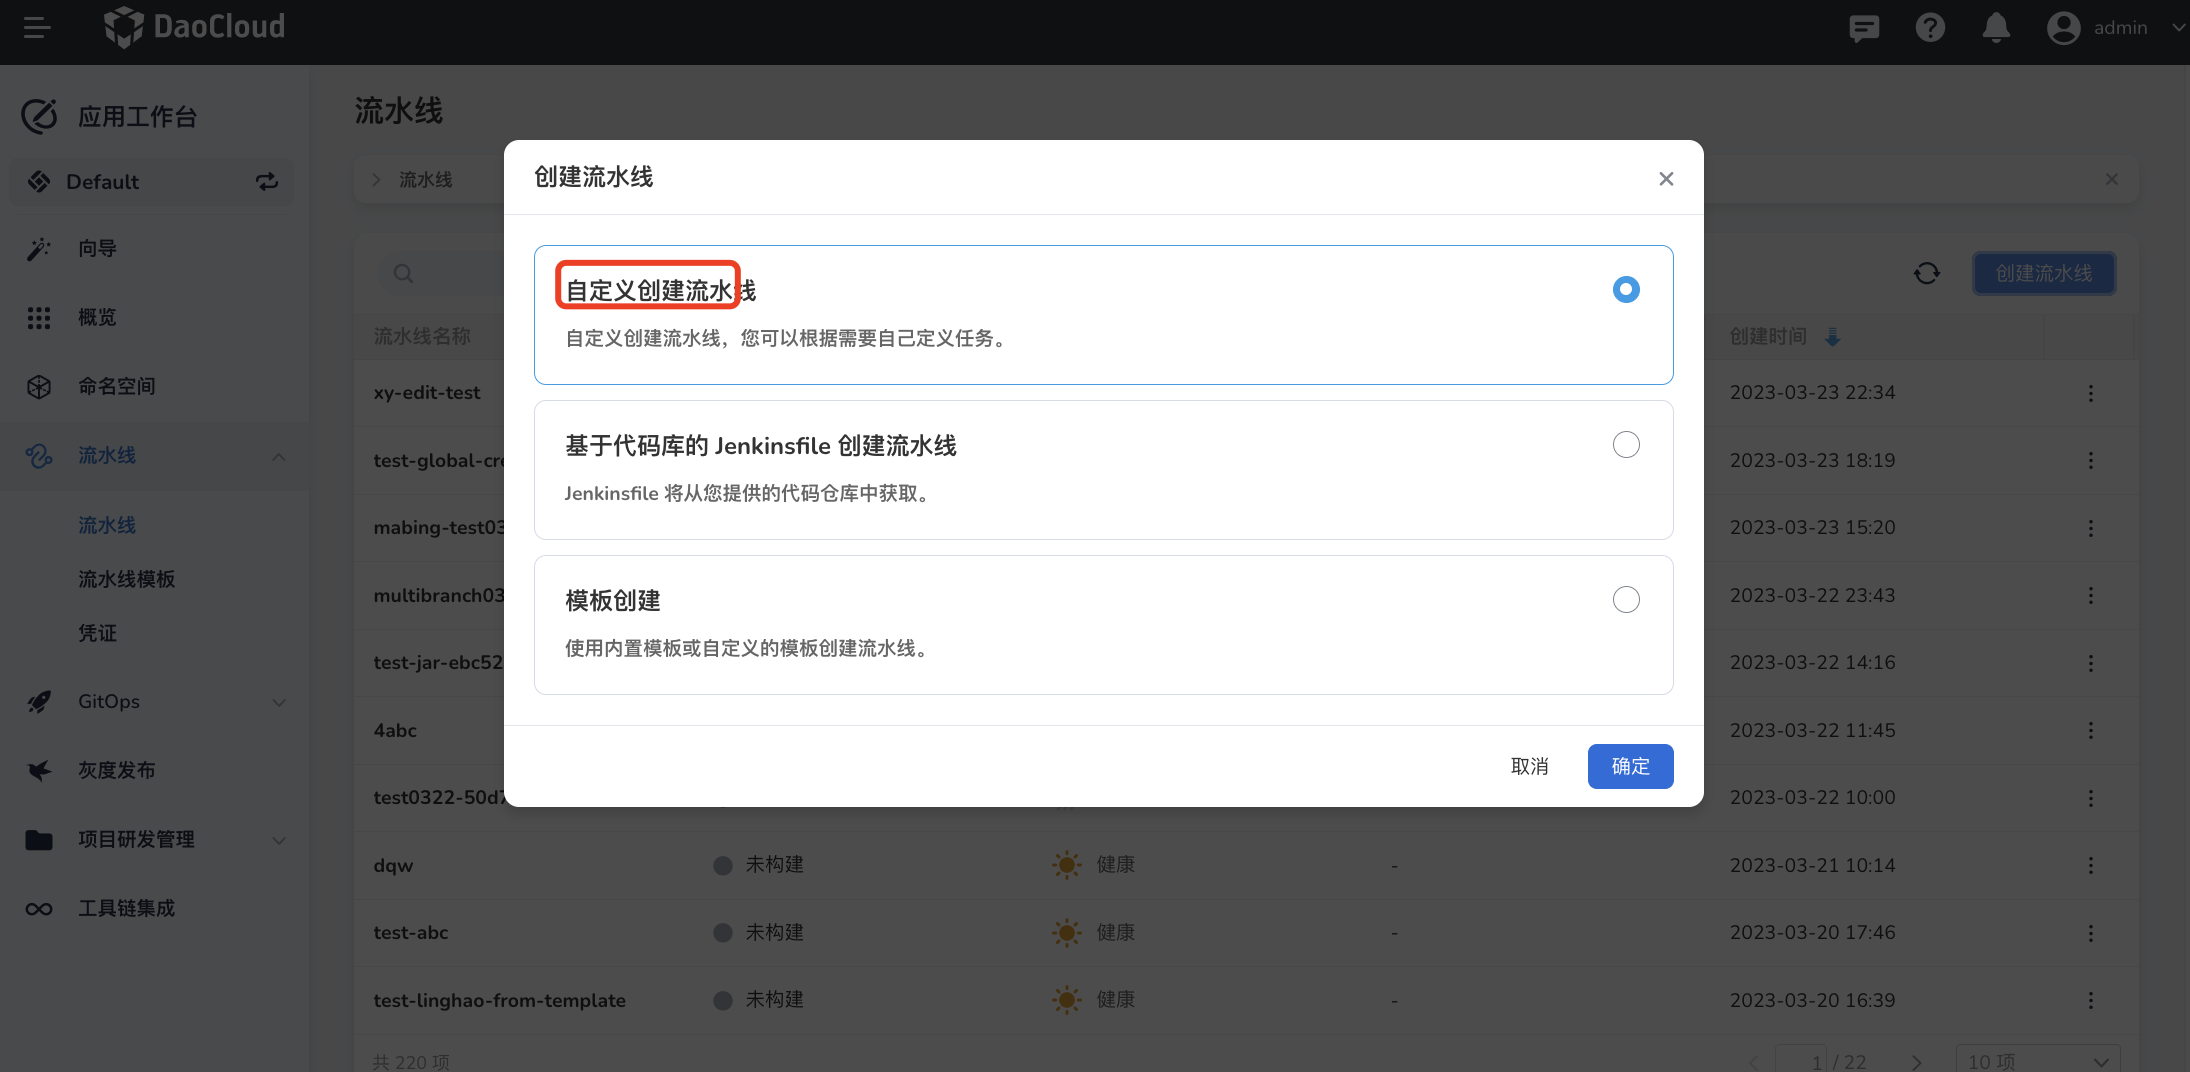 DaoCloud
admin
应用工作台
Default
向导
概览
命名空间
流水线
流水线
流水线模板
凭证
GitOps
灰度发布
项目研发管理
工具链集成
流水线
流水线
创建流水线
流水线名称
创建时间
xy-edit-test
2023-03-23 22:34
test-global-cre
2023-03-23 18:19
mabing-test03
2023-03-23 15:20
multibranch03
2023-03-22 23:43
test-jar-ebc52
2023-03-22 14:16
4abc
2023-03-22 11:45
test0322-50d7
2023-03-22 10:00
dqw 未构建 健康 - 2023-03-21 10:14
test-abc 未构建 健康 - 2023-03-20 17:46
test-linghao-from-template 未构建 健康 - 2023-03-20 16:39
共 220 项
1 / 22
10 项
创建流水线
自定义创建流水线
自定义创建流水线，您可以根据需要自己定义任务。
基于代码库的 Jenkinsfile 创建流水线
Jenkinsfile 将从您提供的代码仓库中获取。
模板创建
使用内置模板或自定义的模板创建流水线。
取消
确定